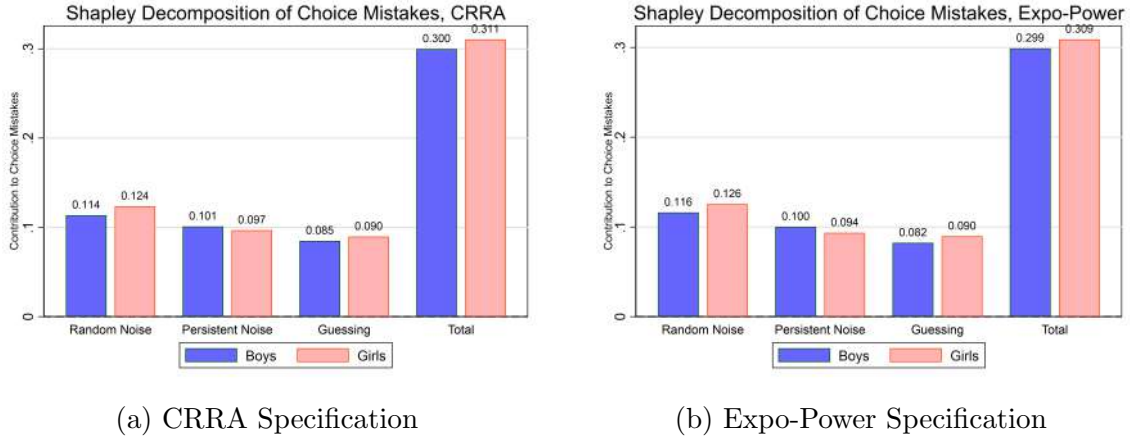 Shapley Decomposition of Choice Mistakes, CRRA
Contribution to Choice Mistakes
0
.1
.2
.3
0.114
0.124
0.101
0.097
0.085
0.090
0.300
0.311
Random Noise
Persistent Noise
Guessing
Total
Boys
Girls
(a) CRRA Specification
Shapley Decomposition of Choice Mistakes, Expo-Power
Contribution to Choice Mistakes
0
.1
.2
.3
0.116
0.126
0.100
0.094
0.082
0.090
0.299
0.309
Random Noise
Persistent Noise
Guessing
Total
Boys
Girls
(b) Expo-Power Specification